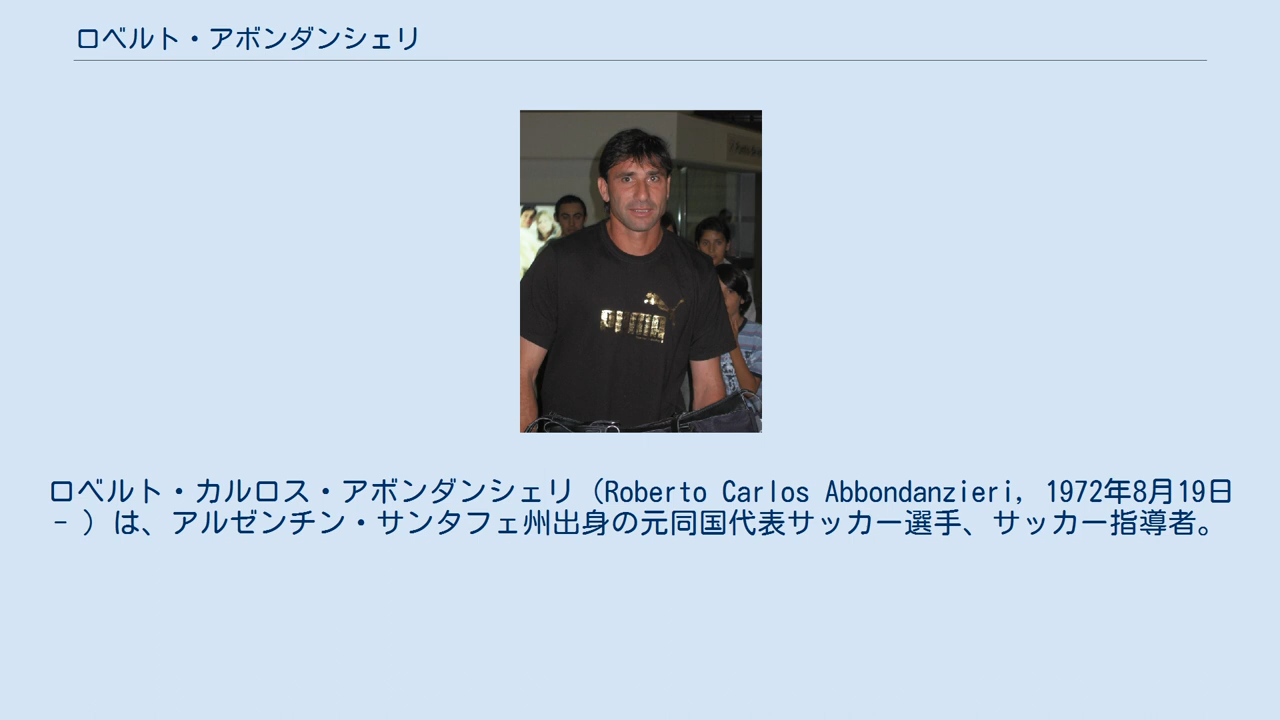 ロベルト・アボンダンシェリ
PUMA
ロベルト・カルロス・アボンダンシェリ（Roberto Carlos Abbondanzieri, 1972年8月19日
- ）は、アルゼンチン・サンタフェ州出身の元同国代表サッカー選手、サッカー指導者。